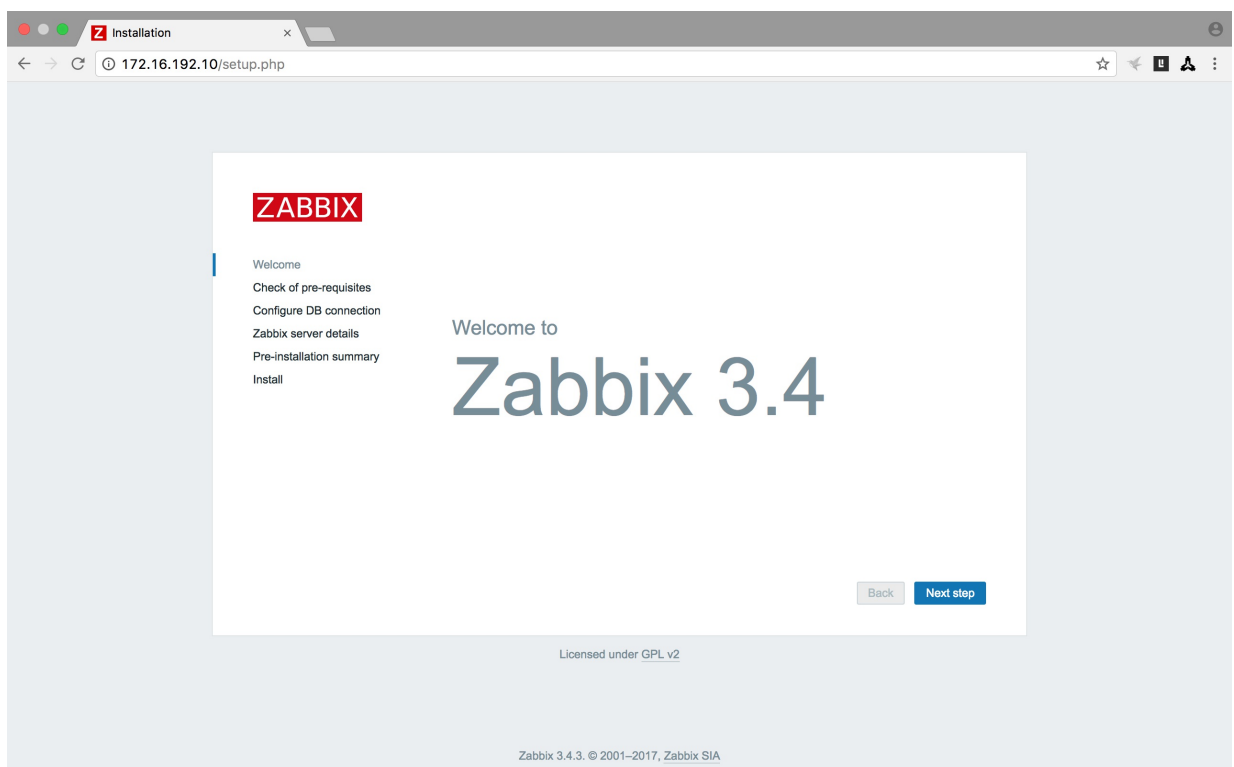 Z Installation ×
172.16.192.10/setup.php
ZABBIX
Welcome
Check of pre-requisites
Configure DB connection
Zabbix server details
Pre-installation summary
Install
Welcome to
Zabbix 3.4
Back Next step
Licensed under GPL v2
Zabbix 3.4.3. © 2001–2017, Zabbix SIA